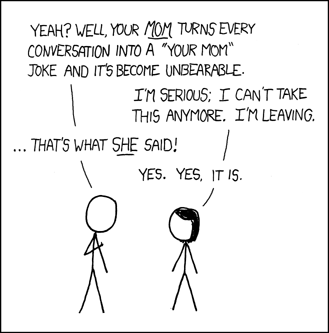 YEAH? WELL, YOUR MOM TURNS EVERY
CONVERSATION INTO A "YOUR MOM"
JOKE AND IT'S BECOME UNBEARABLE.
I'M SERIOUS; I CAN'T TAKE
THIS ANYMORE. I'M LEAVING.
... THAT'S WHAT SHE SAID!
YES. YES, IT IS.